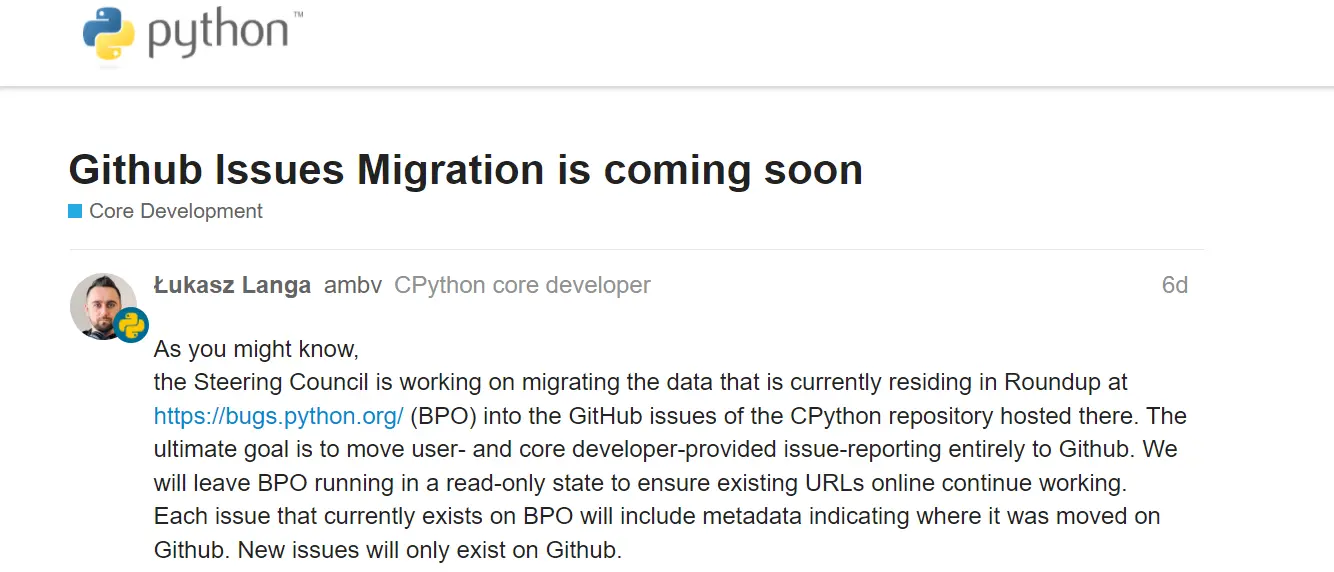 python™
Github Issues Migration is coming soon
Core Development
Łukasz Langa ambv CPython core developer 6d
As you might know,
the Steering Council is working on migrating the data that is currently residing in Roundup at
https://bugs.python.org/ (BPO) into the GitHub issues of the CPython repository hosted there. The
ultimate goal is to move user- and core developer-provided issue-reporting entirely to Github. We
will leave BPO running in a read-only state to ensure existing URLs online continue working.
Each issue that currently exists on BPO will include metadata indicating where it was moved on
Github. New issues will only exist on Github.